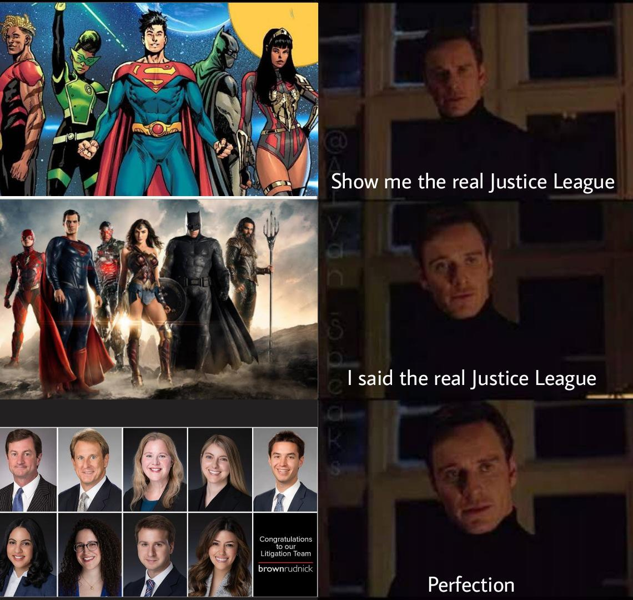 Show me the real Justice League
I said the real Justice League
Congratulations
to our
Litigation Team
brownrudnick
Perfection